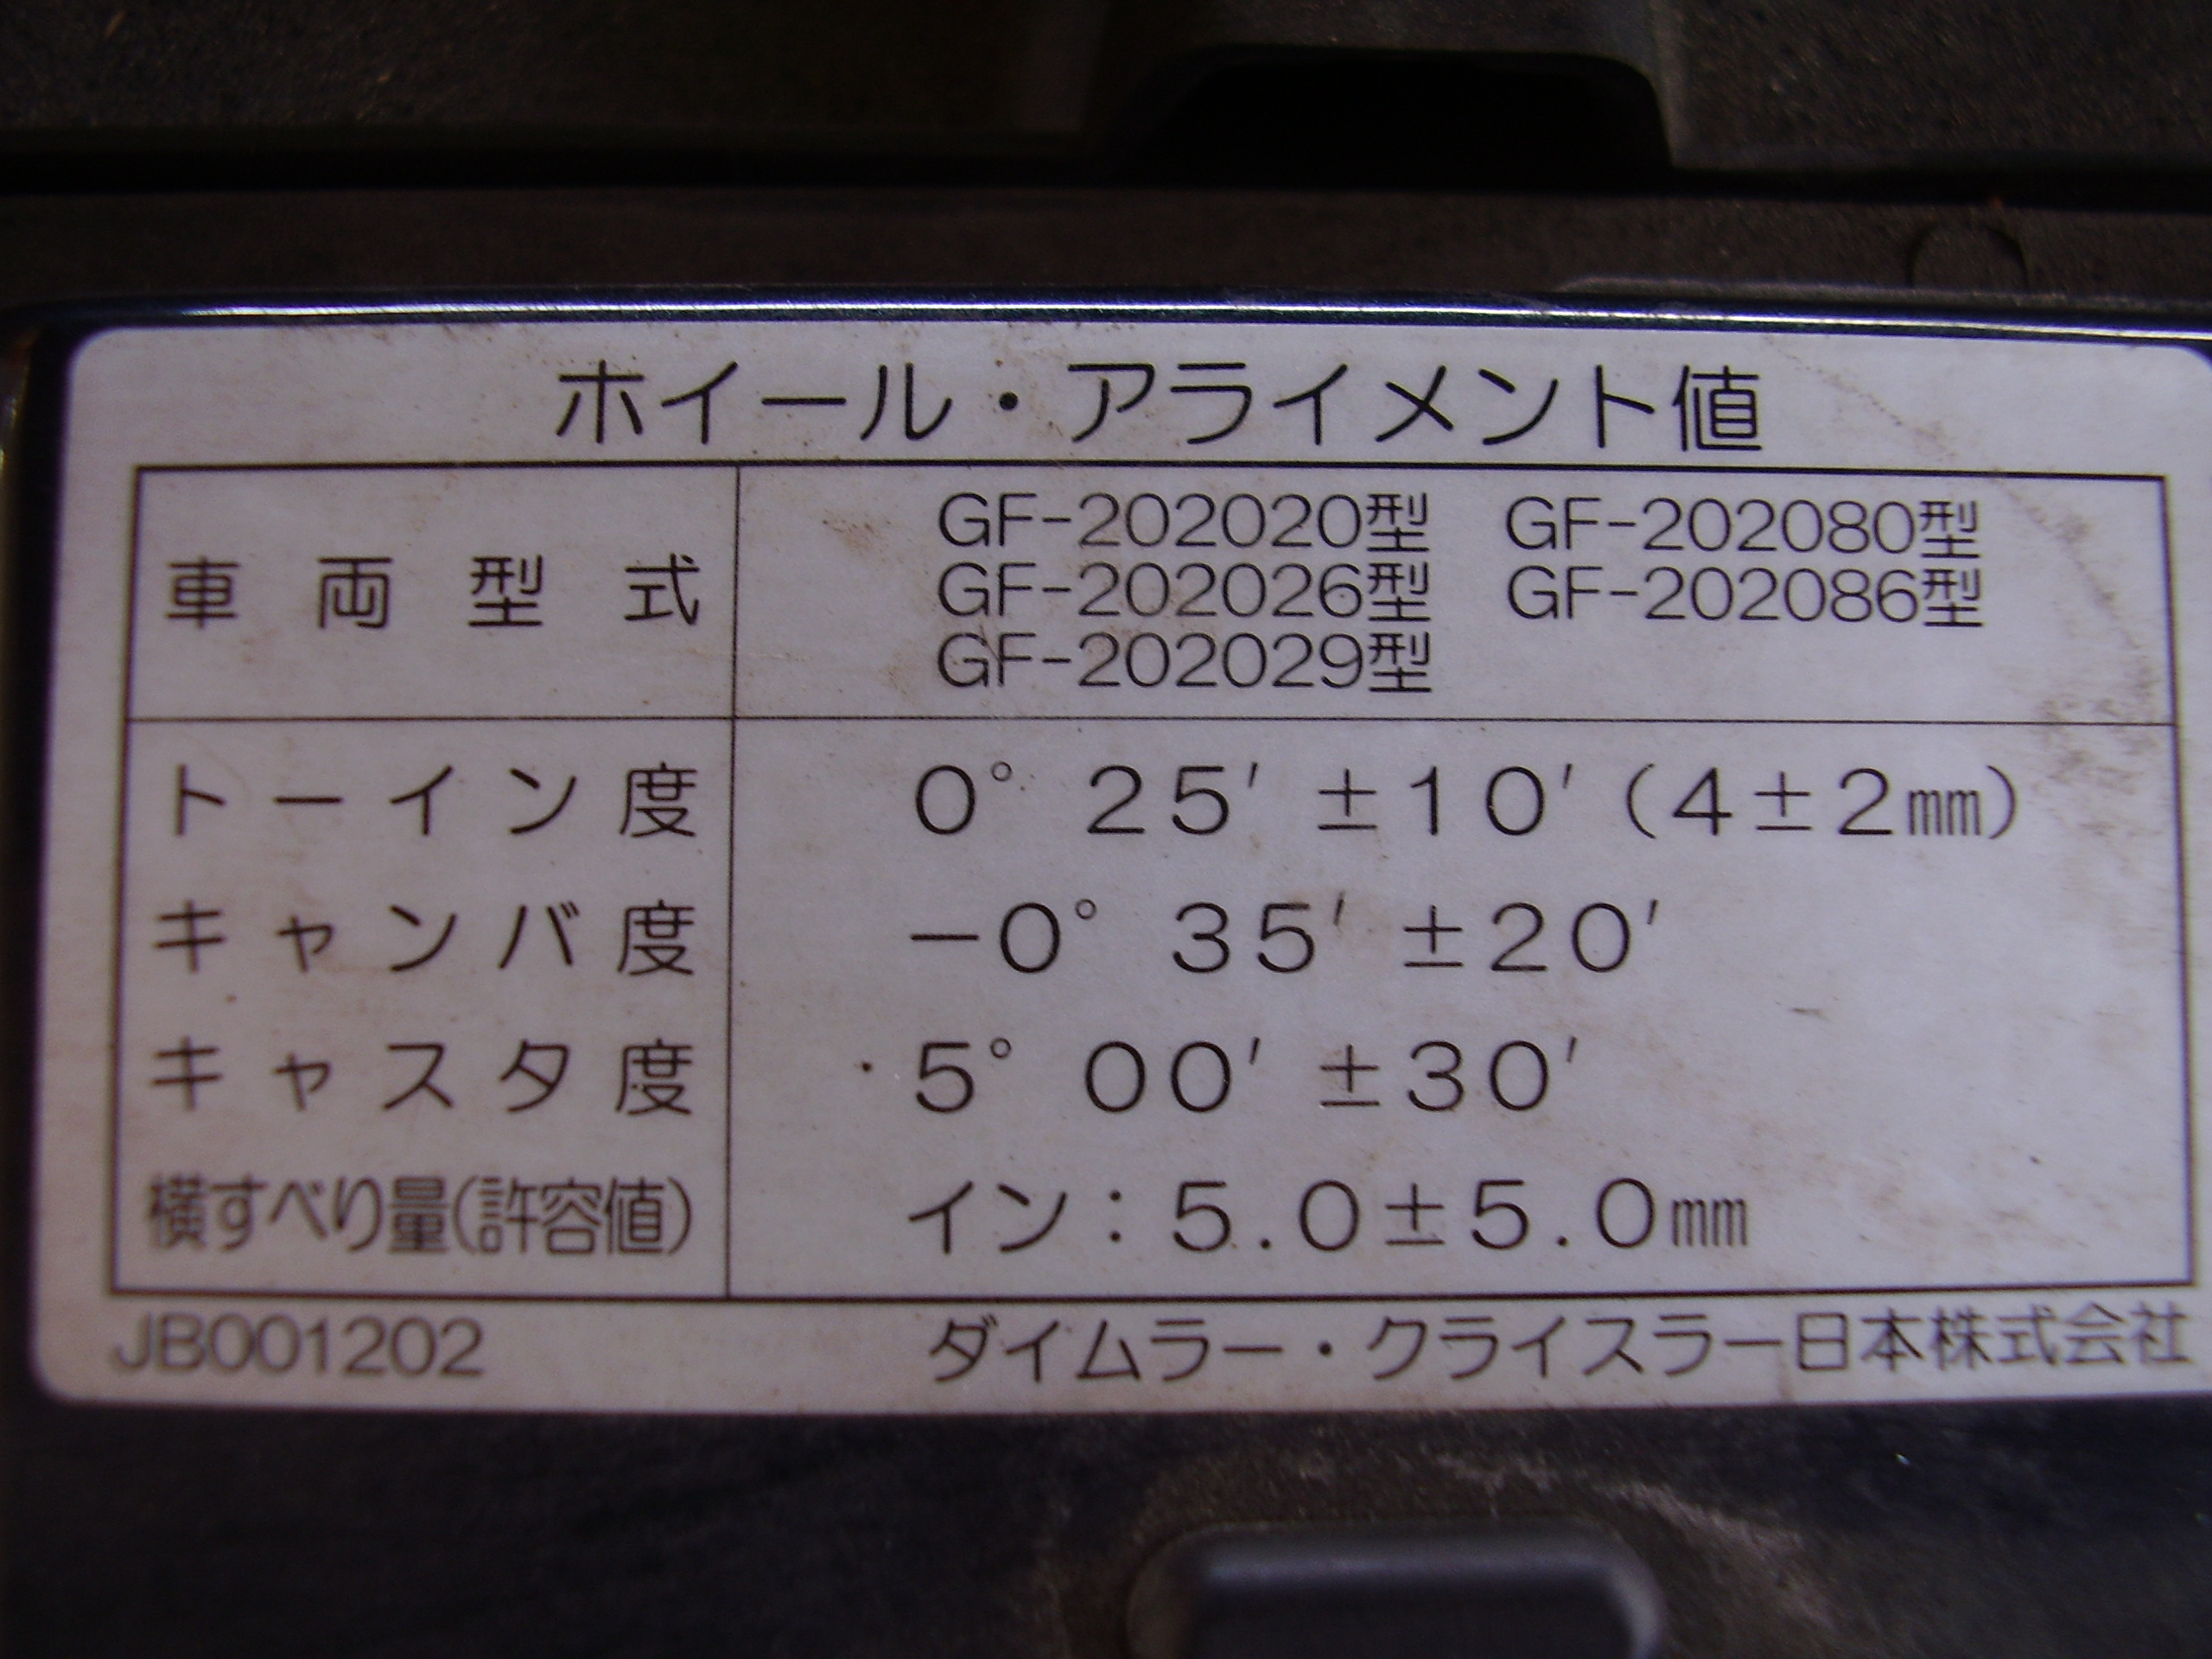 ホイール・アライメント値
車両型式
GF-202020型 GF-202080型
GF-202026型 GF-202086型
GF-202029型
トーイン度 0° 25′ ±10′ (4±2㎜)
キャンバ度 −0° 35′ ±20′
キャスタ度 5° 00′ ±30′
横すべり量(許容値) イン：5.0±5.0㎜
JB001202 ダイムラー・クライスラー日本株式会社